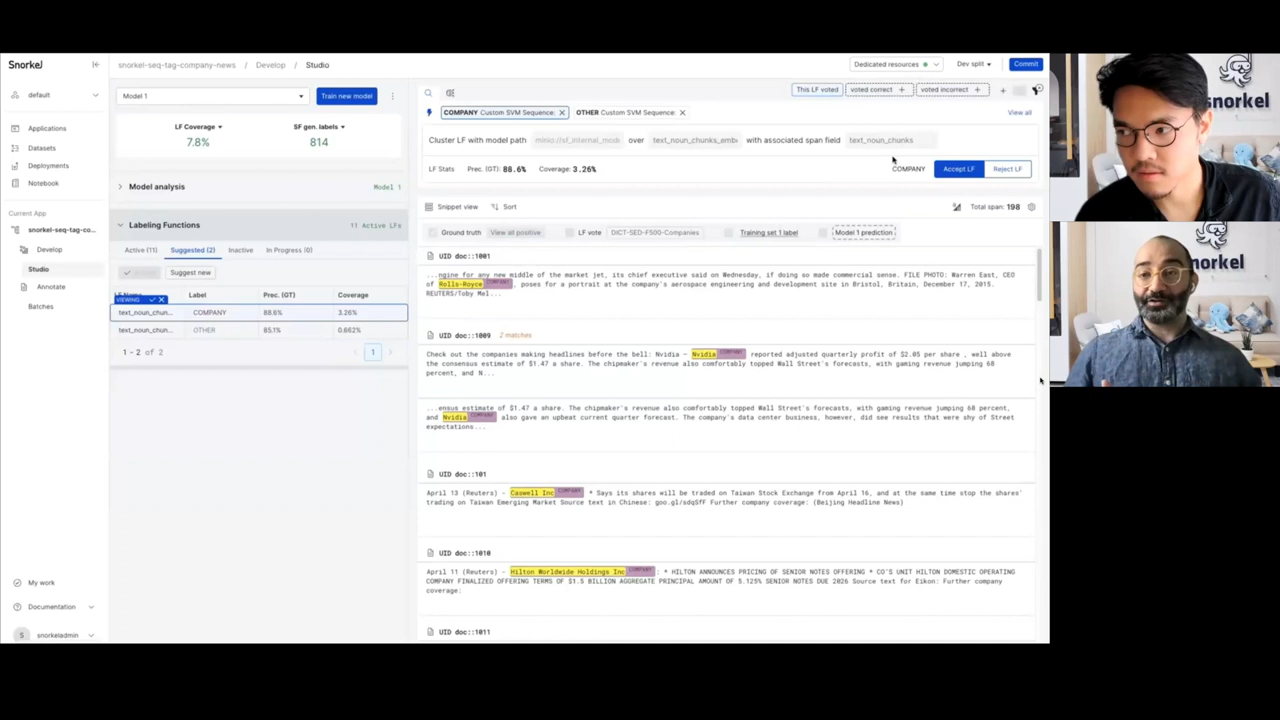 Snorkel
snorkel-seq-tag-company-news / Develop / Studio
Dedicated resources
Dev split
Commit
default
Applications
Datasets
Deployments
Notebook
Current App
snorkel-seq-tag-co...
Develop
Studio
Annotate
Batches
My work
Documentation
S snorkeladmin
Model 1
Train new model
LF Coverage
7.8%
SF gen. labels
814
Model analysis
Model 1
Labeling Functions
11 Active LFs
Active (11) Suggested (2) Inactive In Progress (0)
Suggest new
Label Prec. (GT) Coverage
VIEWING
text_noun_chun... COMPANY 88.6% 3.26%
text_noun_chun... OTHER 85.1% 0.662%
1 - 2 of 2
1
This LF voted
voted correct +
voted incorrect +
COMPANY Custom SVM Sequence:
OTHER Custom SVM Sequence:
View all
Cluster LF with model path minio://sf_internal_mod over text_noun_chunks_emb with associated span field text_noun_chunks
LF Stats Prec. (GT): 88.6% Coverage: 3.26%
COMPANY Accept LF Reject LF
Snippet view Sort
Total span: 198
Ground truth View all positive LF vote DICT-SED-F500-Companies Training set 1 label Model 1 prediction
UID doc::1001
...ngine for any new middle of the market jet, its chief executive said on Wednesday, if doing so made commercial sense. FILE PHOTO: Warren East, CEO
of Rolls-Royce COMPANY, poses for a portrait at the company's aerospace engineering and development site in Bristol, Britain, December 17, 2015.
REUTERS/Toby Mel...
UID doc::1009 2 matches
Check out the companies making headlines before the bell: Nvidia – Nvidia COMPANY reported adjusted quarterly profit of $2.05 per share , well above
the consensus estimate of $1.47 a share. The chipmaker's revenue also comfortably topped Wall Street's forecasts, with gaming revenue jumping 68
percent, and N...
...ensus estimate of $1.47 a share. The chipmaker's revenue also comfortably topped Wall Street's forecasts, with gaming revenue jumping 68 percent,
and Nvidia COMPANY also gave an upbeat current quarter forecast. The company's data center business, however, did see results that were shy of Street
expectations...
UID doc::101
April 13 (Reuters) - Caswell Inc COMPANY * Says its shares will be traded on Taiwan Stock Exchange from April 16, and at the same time stop the shares'
trading on Taiwan Emerging Market Source text in Chinese: goo.gl/sdqSfF Further company coverage: (Beijing Headline News)
UID doc::1010
April 11 (Reuters) - Hilton Worldwide Holdings Inc COMPANY: * HILTON ANNOUNCES PRICING OF SENIOR NOTES OFFERING * CO'S UNIT HILTON DOMESTIC OPERATING
COMPANY FINALIZED OFFERING TERMS OF $1.5 BILLION AGGREGATE PRINCIPAL AMOUNT OF 5.125% SENIOR NOTES DUE 2026 Source text for Eikon: Further company
coverage:
UID doc::1011
snorkel